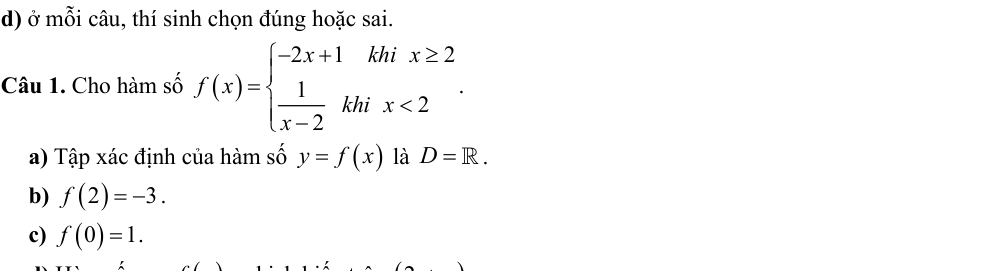 d) ở mỗi câu, thí sinh chọn đúng hoặc sai.
Câu 1. Cho hàm số f(x) = { -2x+1 khi x ≥ 2
1/(x-2) khi x < 2 .
a) Tập xác định của hàm số y = f(x) là D = ℝ.
b) f(2) = -3.
c) f(0) = 1.